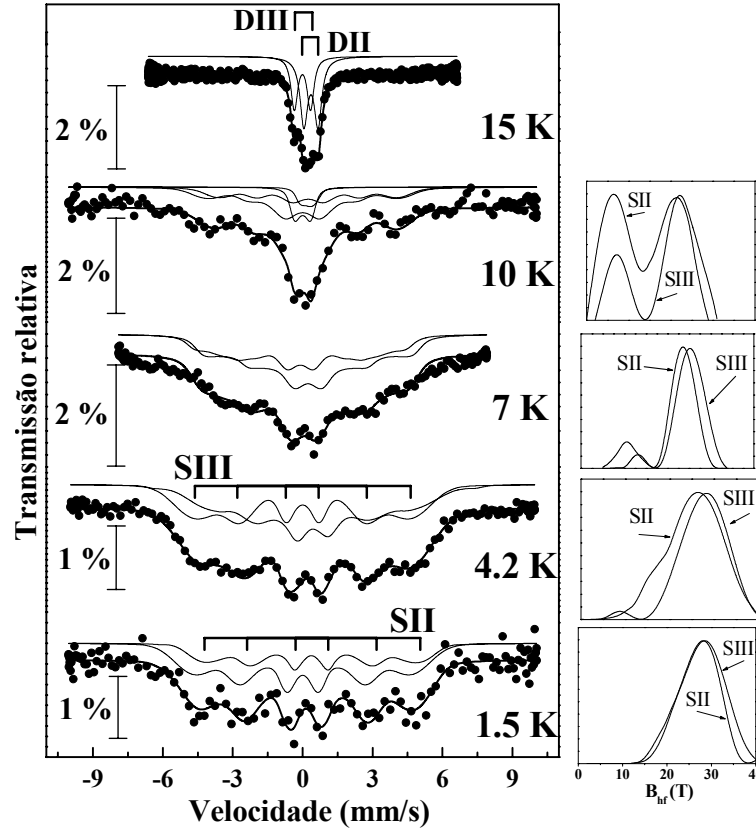 DIII
DII
2 %
15 K
2 %
10 K
2 %
7 K
SIII
1 %
4.2 K
SII
1 %
1.5 K
-9 -6 -3 0 3 6 9
Velocidade (mm/s)
Transmissão relativa
SII
SIII
SII
SIII
SII
SIII
SIII
SII
0 10 20 30 40
B_hf (T)